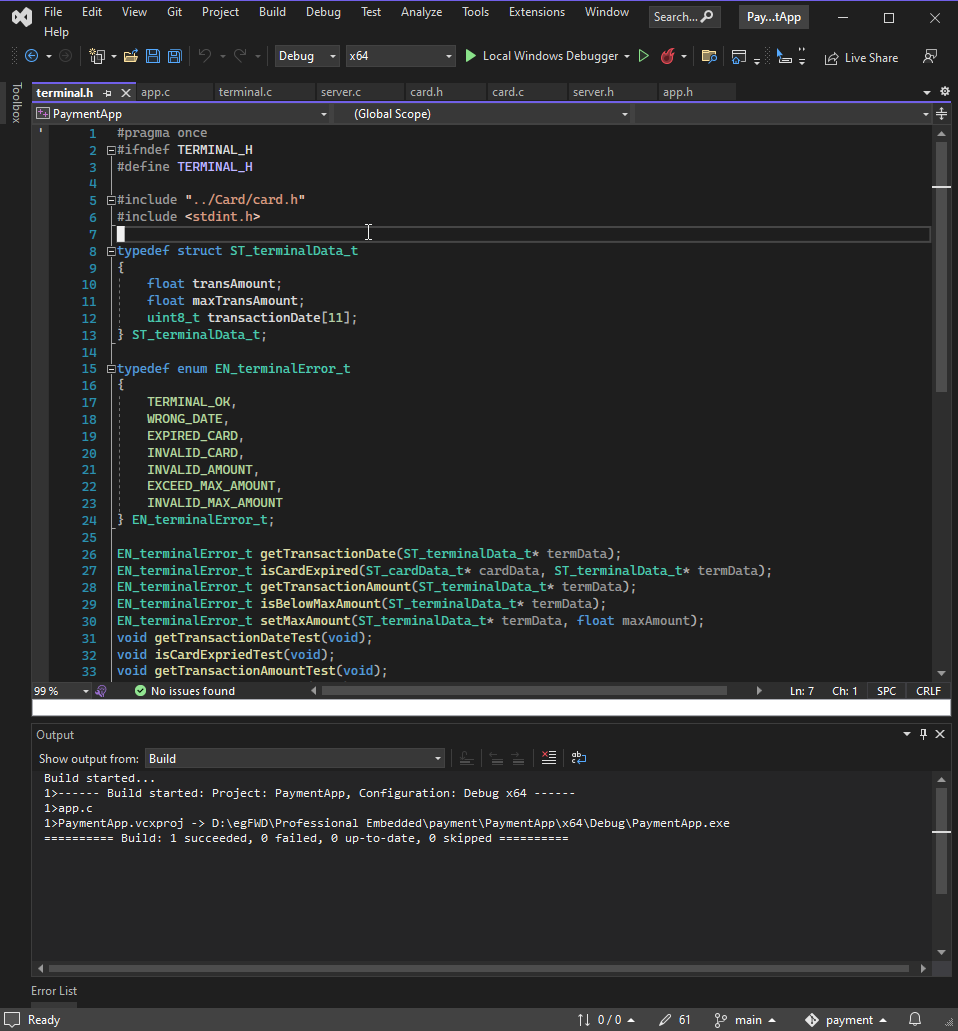 File Edit View Git Project Build Debug Test Analyze Tools Extensions Window Search... Pay...tApp
Help
Debug x64 Local Windows Debugger Live Share
Toolbox
terminal.h app.c terminal.c server.c card.h card.c server.h app.h
PaymentApp (Global Scope)
1 #pragma once
2 #ifndef TERMINAL_H
3 #define TERMINAL_H
4
5 #include "../Card/card.h"
6 #include <stdint.h>
7
8 typedef struct ST_terminalData_t
9 {
10 float transAmount;
11 float maxTransAmount;
12 uint8_t transactionDate[11];
13 } ST_terminalData_t;
14
15 typedef enum EN_terminalError_t
16 {
17 TERMINAL_OK,
18 WRONG_DATE,
19 EXPIRED_CARD,
20 INVALID_CARD,
21 INVALID_AMOUNT,
22 EXCEED_MAX_AMOUNT,
23 INVALID_MAX_AMOUNT
24 } EN_terminalError_t;
25
26 EN_terminalError_t getTransactionDate(ST_terminalData_t* termData);
27 EN_terminalError_t isCardExpired(ST_cardData_t* cardData, ST_terminalData_t* termData);
28 EN_terminalError_t getTransactionAmount(ST_terminalData_t* termData);
29 EN_terminalError_t isBelowMaxAmount(ST_terminalData_t* termData);
30 EN_terminalError_t setMaxAmount(ST_terminalData_t* termData, float maxAmount);
31 void getTransactionDateTest(void);
32 void isCardExpriedTest(void);
33 void getTransactionAmountTest(void);
99 % No issues found Ln: 7 Ch: 1 SPC CRLF
Output
Show output from: Build
Build started...
1>------ Build started: Project: PaymentApp, Configuration: Debug x64 ------
1>app.c
1>PaymentApp.vcxproj -> D:\egFWD\Professional Embedded\payment\PaymentApp\x64\Debug\PaymentApp.exe
========== Build: 1 succeeded, 0 failed, 0 up-to-date, 0 skipped ==========
Error List
Ready 0 / 0 61 main payment